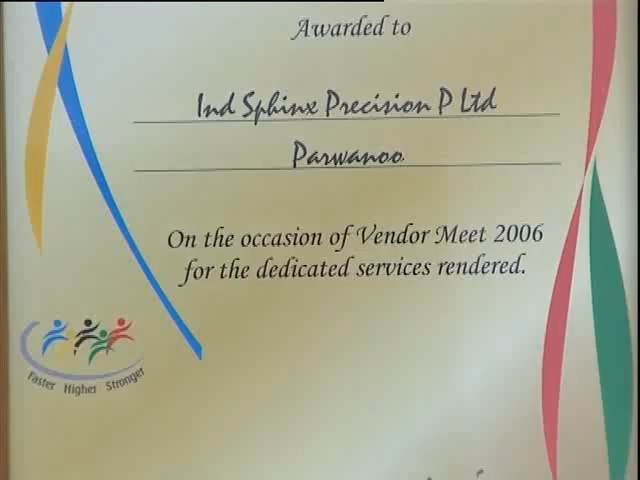 Awarded to
Ind Sphinx Precision P Ltd
Parwanoo.
On the occasion of Vendor Meet 2006
for the dedicated services rendered.
Faster Higher Stronger